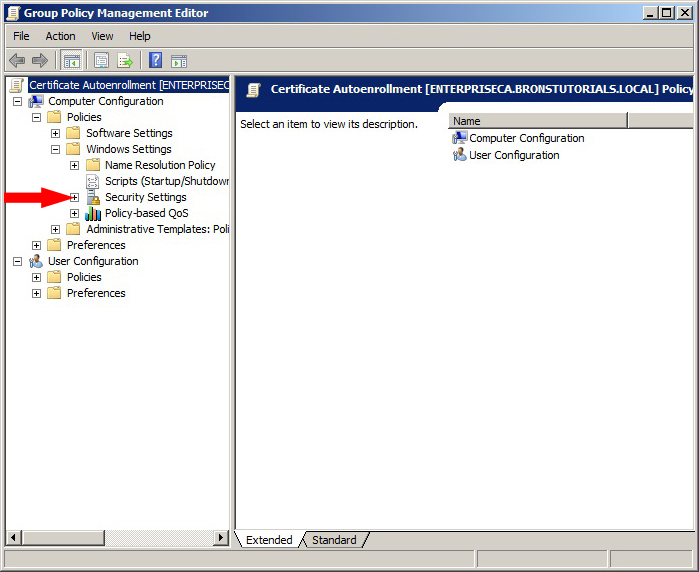 Group Policy Management Editor
File Action View Help
Certificate Autoenrollment [ENTERPRISEC
Computer Configuration
Policies
Software Settings
Windows Settings
Name Resolution Policy
Scripts (Startup/Shutdown
Security Settings
Policy-based QoS
Administrative Templates: Poli
Preferences
User Configuration
Policies
Preferences
Certificate Autoenrollment [ENTERPRISECA.BRONSTUTORIALS.LOCAL] Policy
Select an item to view its description.
Name
Computer Configuration
User Configuration
Extended Standard